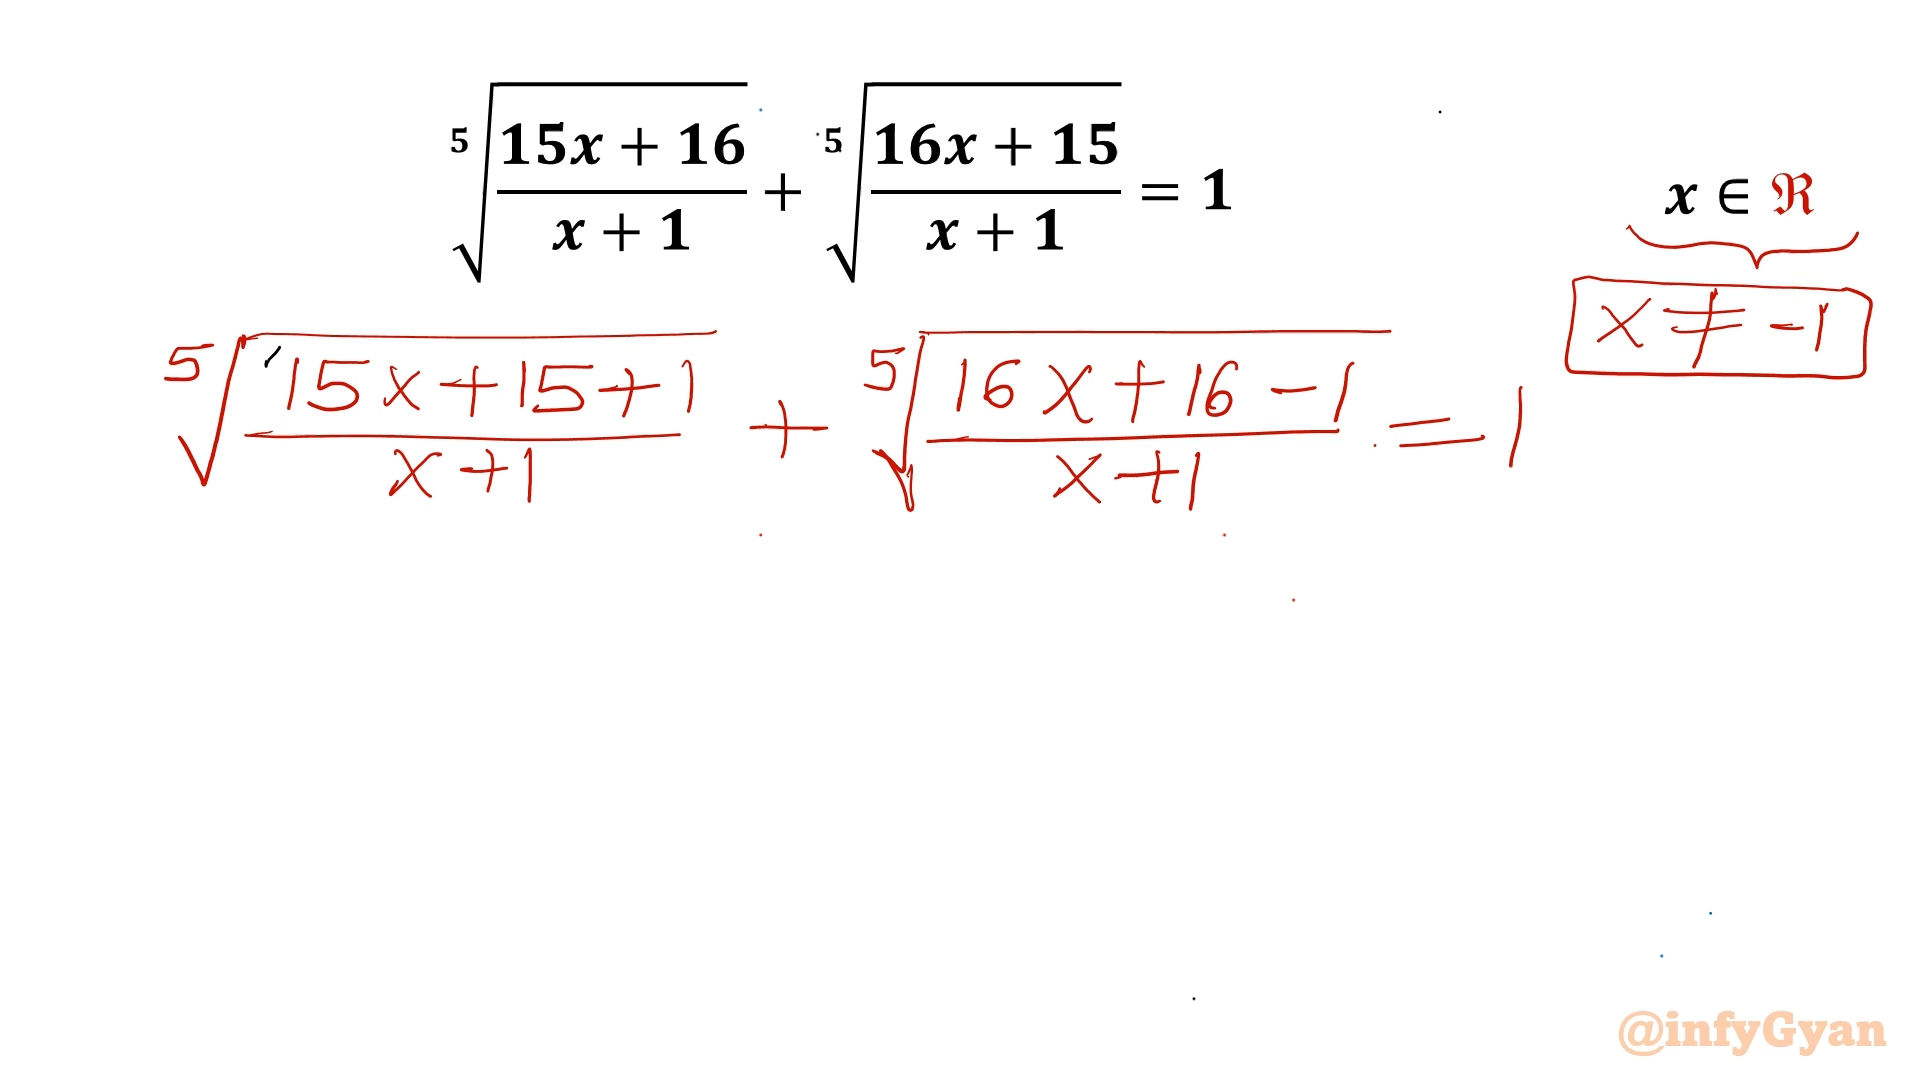 ⁵√((15x + 16)/(x + 1)) + ⁵√((16x + 15)/(x + 1)) = 1
x ∈ ℜ
x ≠ -1
⁵√((15x + 15 + 1)/(x + 1)) + ⁵√((16x + 16 - 1)/(x + 1)) = 1
@infyGyan